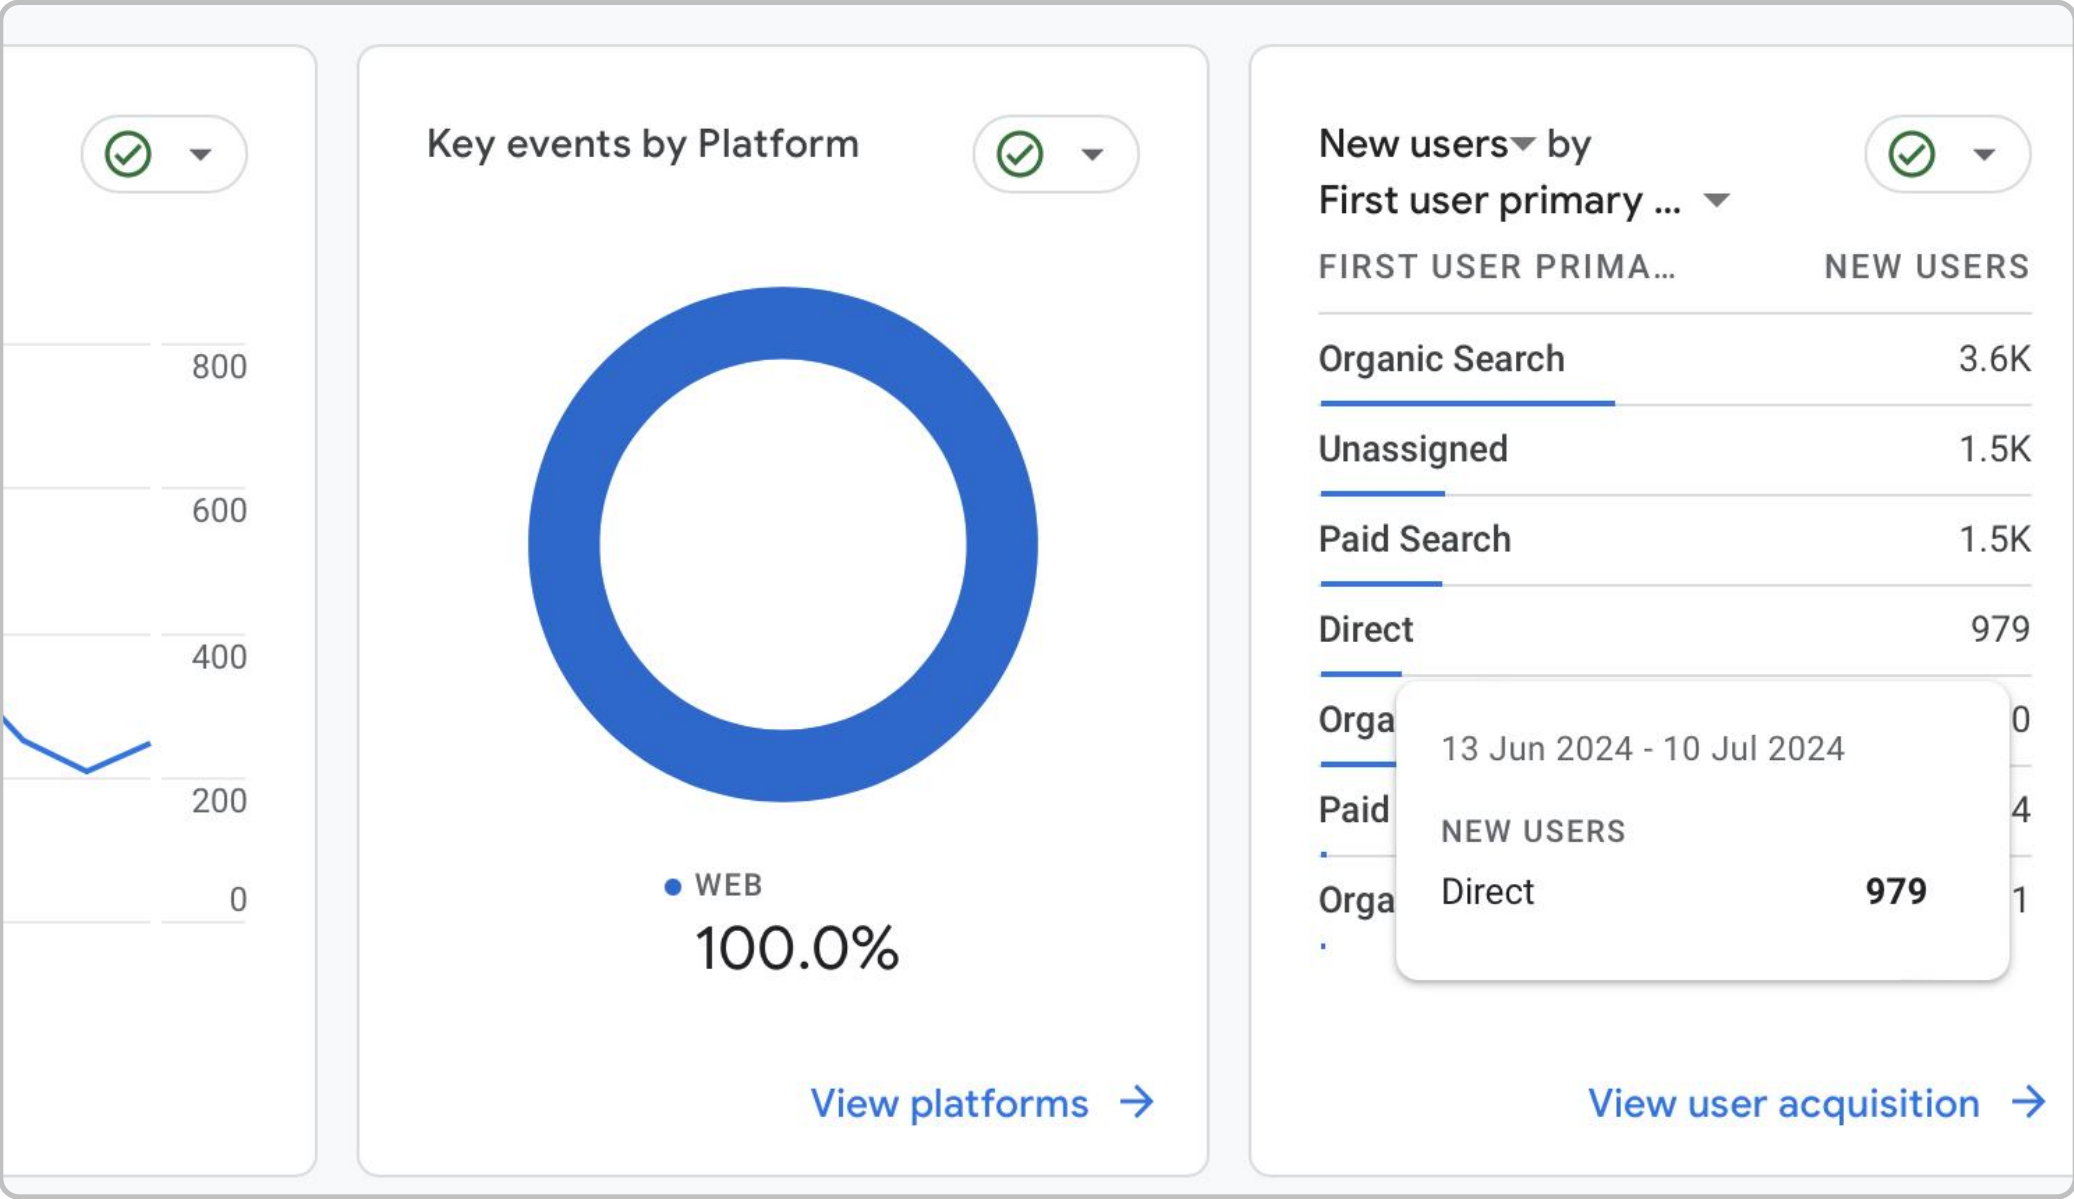 800
600
400
200
0
Key events by Platform
WEB
100.0%
View platforms
New users by
First user primary ...
FIRST USER PRIMA... NEW USERS
Organic Search 3.6K
Unassigned 1.5K
Paid Search 1.5K
Direct 979
Orga 0
Paid 4
Orga 1
13 Jun 2024 - 10 Jul 2024
NEW USERS
Direct 979
View user acquisition